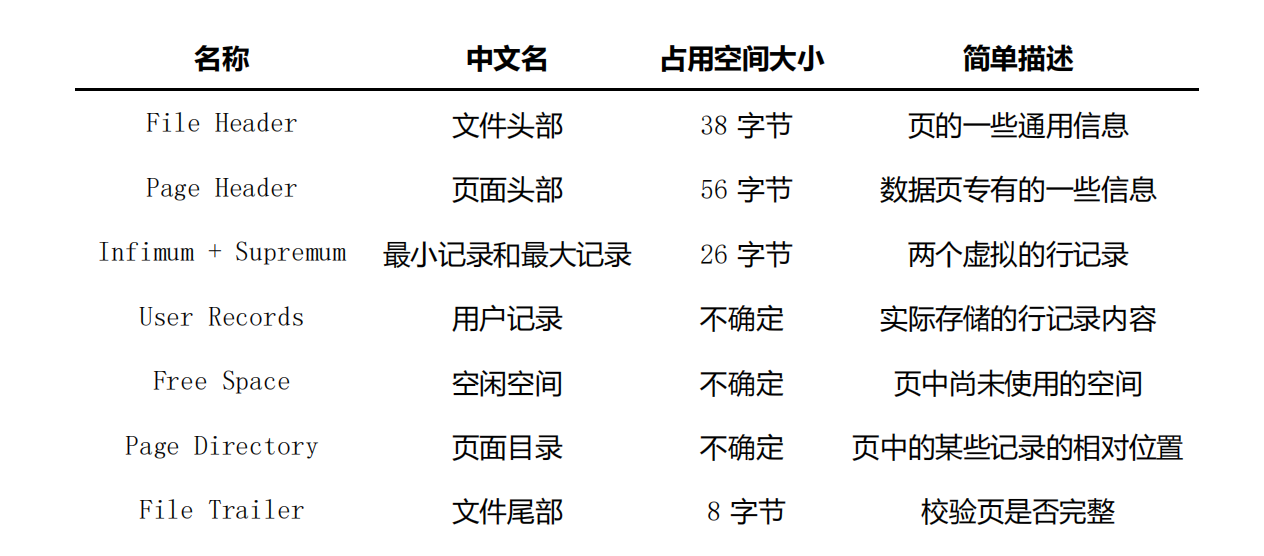 名称 中文名 占用空间大小 简单描述
File Header 文件头部 38 字节 页的一些通用信息
Page Header 页面头部 56 字节 数据页专有的一些信息
Infimum + Supremum 最小记录和最大记录 26 字节 两个虚拟的行记录
User Records 用户记录 不确定 实际存储的行记录内容
Free Space 空闲空间 不确定 页中尚未使用的空间
Page Directory 页面目录 不确定 页中的某些记录的相对位置
File Trailer 文件尾部 8 字节 校验页是否完整